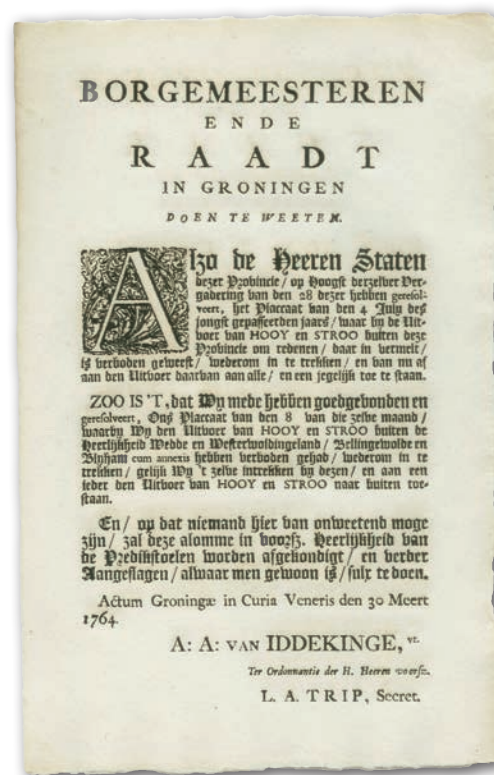 BORGEMEESTEREN
ENDE
RAADT
IN GRONINGEN
DOEN TE WEETEN.
Alzo de Heeren Staten
dezer Provincie / op Hoogst derzelver Ver-
gadering van den 28 dezer hebben geresol-
veert, het Placcaat van den 4 July des
jongst gepasseerden jaars / waar by de Uit-
voer van HOOY en STROO buiten deze
Provincie om redenen / daar in vermelt /
is verboden geweest / wederom in te trekken / en van nu af
aan den Uitvoer daarvan aan alle / en een jegelijk toe te staan.
ZOO IS 'T, dat Wy mede hebben goedgevonden en
geresolveert, Ons Placcaat van den 8 van die zelve maand /
waarby Wy den Uitvoer van HOOY en STROO buiten de
Heerlijkheid Wedde en Westerwoldingeland / Bellingewolde en
Blyham cum annexis hebben verboden gehad / wederom in te
trekken / gelijk Wy 't zelve intrekken by dezen / en aan een
ieder den Uitvoer van HOOY en STROO naar buiten toe-
staan.
En / op dat niemand hier van onweetend moge
zijn / zal deze alomme in voorsz. Heerlijkheid van
de Predikstoelen worden afgekondigt / en verder
Aangeslagen / alwaar men gewoon is / sulx te doen.
Actum Groningæ in Curia Veneris den 30 Meert
1764.
A: A: VAN IDDEKINGE, vt.
Ter Ordonnantie der H. Heeren voorsz.
L. A. TRIP, Secret.